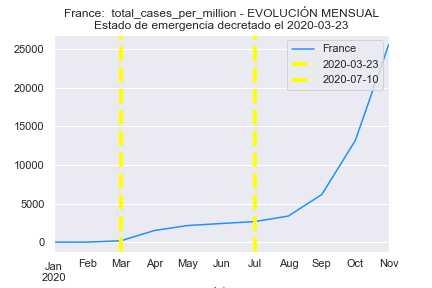 France:  total_cases_per_million - EVOLUCIÓN MENSUAL
Estado de emergencia decretado el 2020-03-23
France
2020-03-23
2020-07-10
25000
20000
15000
10000
5000
0
Jan Feb Mar Apr May Jun Jul Aug Sep Oct Nov
2020